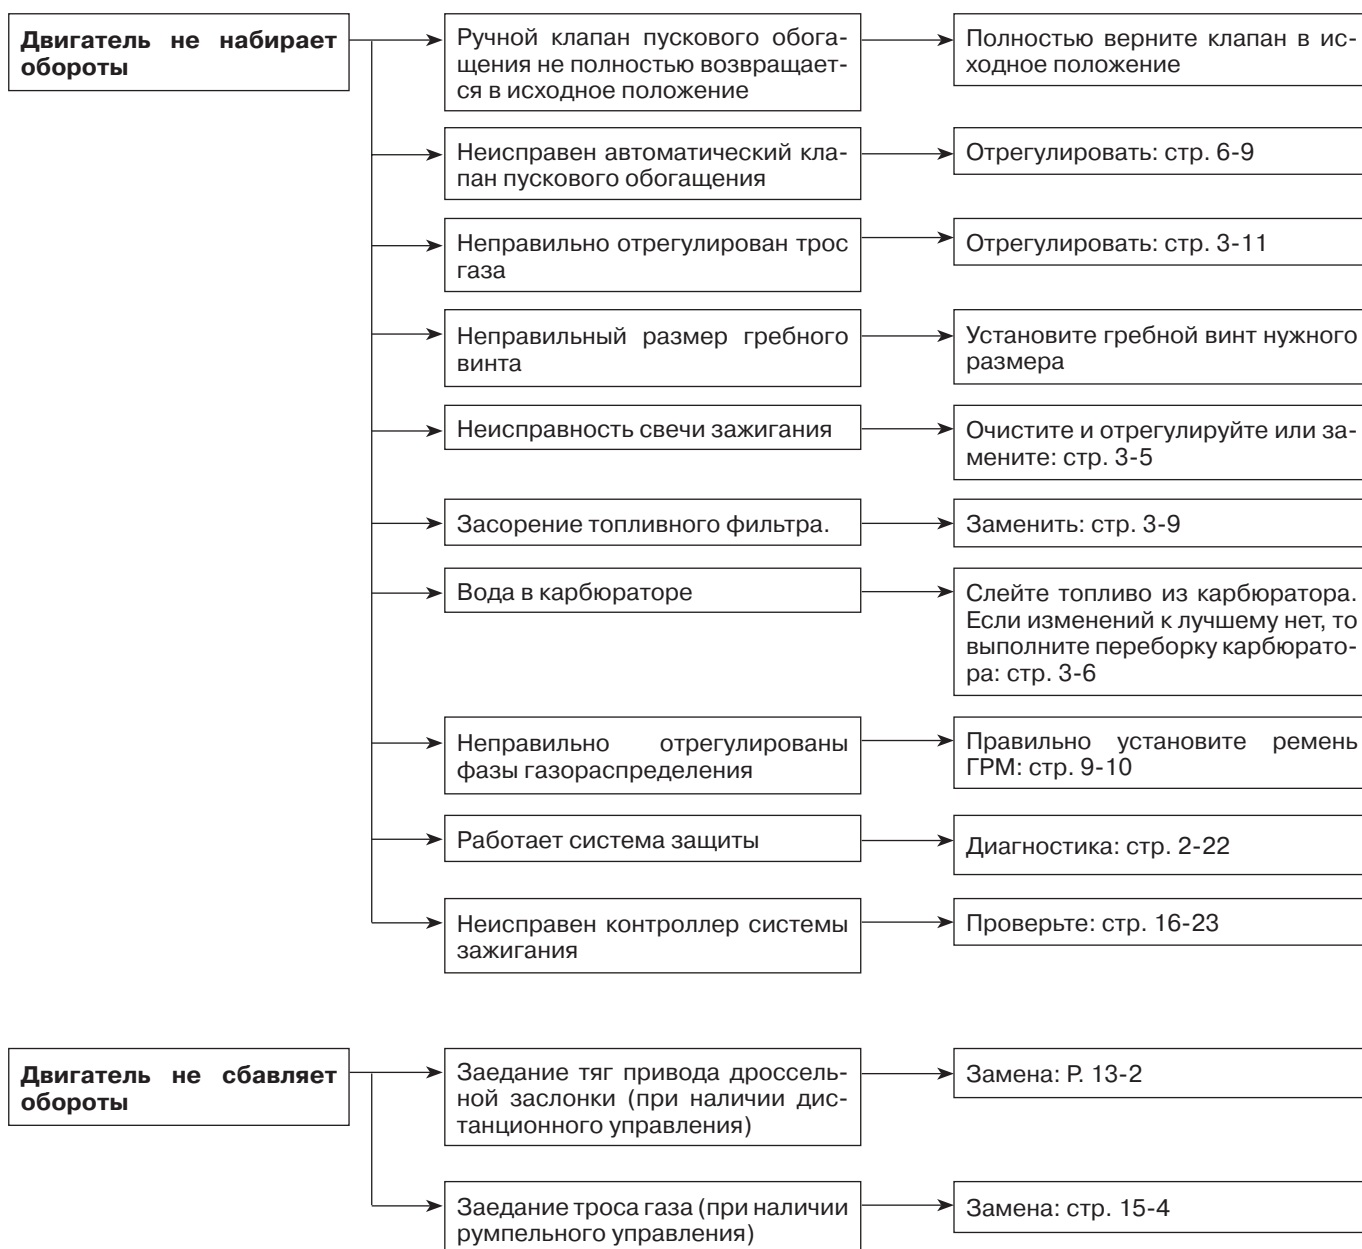 Двигатель не набирает
обороты
Ручной клапан пускового обога-
щения не полностью возвращает-
ся в исходное положение
Полностью верните клапан в ис-
ходное положение
Неисправен автоматический кла-
пан пускового обогащения
Отрегулировать: стр. 6-9
Неправильно отрегулирован трос
газа
Отрегулировать: стр. 3-11
Неправильный размер гребного
винта
Установите гребной винт нужного
размера
Неисправность свечи зажигания
Очистите и отрегулируйте или за-
мените: стр. 3-5
Засорение топливного фильтра.
Заменить: стр. 3-9
Вода в карбюраторе
Слейте топливо из карбюратора.
Если изменений к лучшему нет, то
выполните переборку карбюрато-
ра: стр. 3-6
Неправильно отрегулированы
фазы газораспределения
Правильно установите ремень
ГРМ: стр. 9-10
Работает система защиты
Диагностика: стр. 2-22
Неисправен контроллер системы
зажигания
Проверьте: стр. 16-23
Двигатель не сбавляет
обороты
Заедание тяг привода дроссель-
ной заслонки (при наличии дис-
танционного управления)
Замена: P. 13-2
Заедание троса газа (при наличии
румпельного управления)
Замена: стр. 15-4